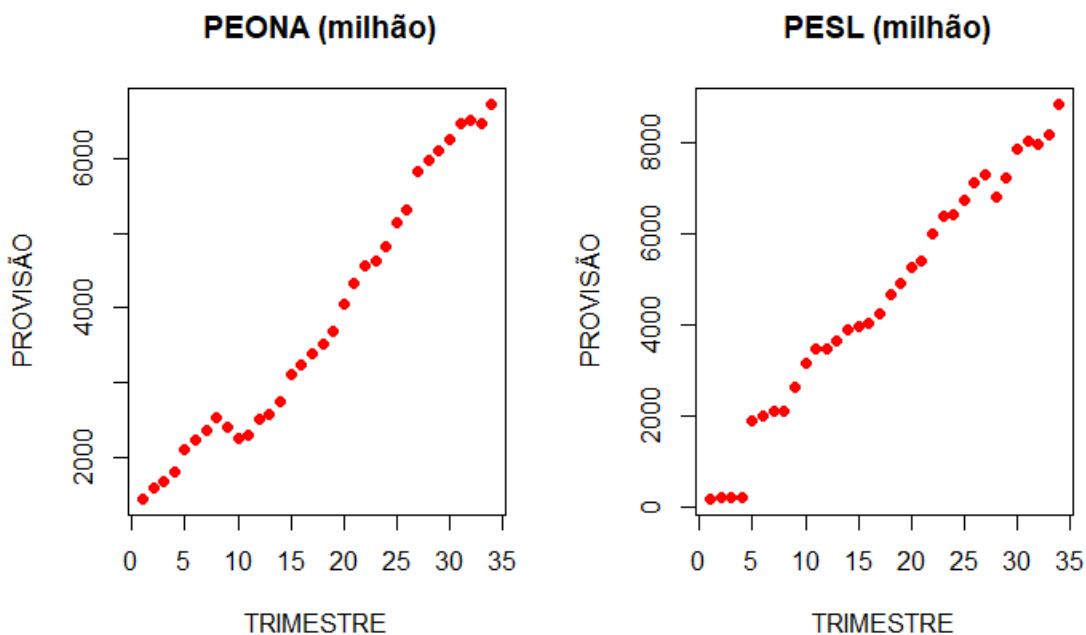 PEONA (milhão)
PROVISÃO
6000
4000
2000
0 5 10 15 20 25 30 35
TRIMESTRE
PESL (milhão)
PROVISÃO
8000
6000
4000
2000
0
0 5 10 15 20 25 30 35
TRIMESTRE